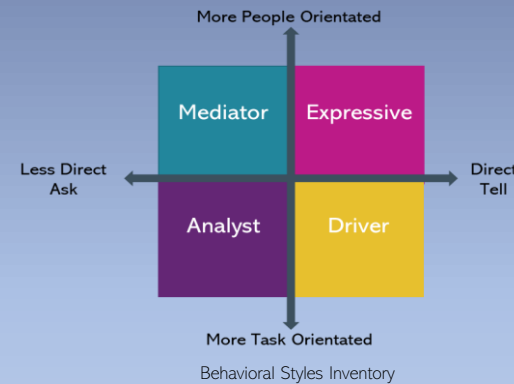 More People Orientated
Mediator
Expressive
Less Direct
Ask
Direct
Tell
Analyst
Driver
More Task Orientated
Behavioral Styles Inventory